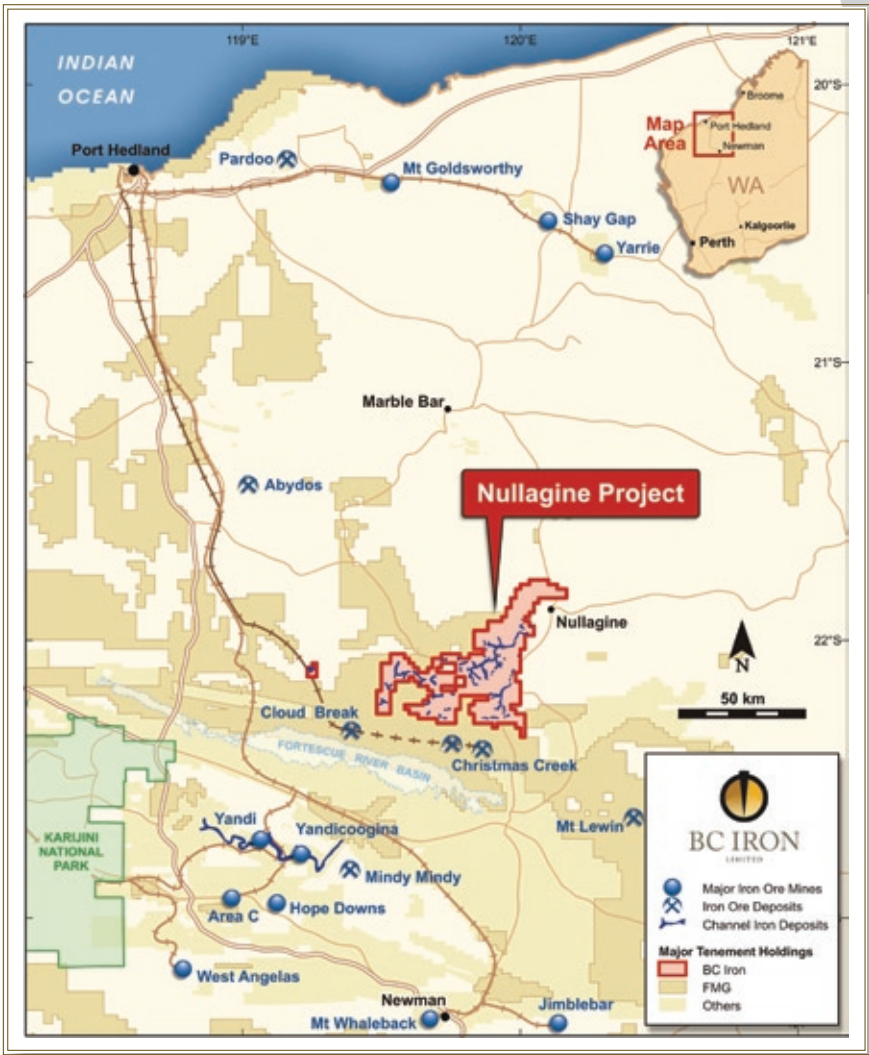 119°E
120°E
121°E
INDIAN
OCEAN
20°S
Broome
Map
Area
Port Hedland
Newman
WA
Kalgoorlie
Perth
Port Hedland
Pardoo
Mt Goldsworthy
Shay Gap
Yarrie
21°S
Marble Bar
Abydos
Nullagine Project
Nullagine
22°S
N
50 km
Cloud Break
Christmas Creek
FORTESCUE RIVER BASIN
KARIJINI
NATIONAL
PARK
Yandi
Yandicoogina
Mindy Mindy
Mt Lewin
Area C
Hope Downs
West Angelas
Newman
Mt Whaleback
Jimblebar
BC IRON
LIMITED
Major Iron Ore Mines
Iron Ore Deposits
Channel Iron Deposits
Major Tenement Holdings
BC Iron
FMG
Others